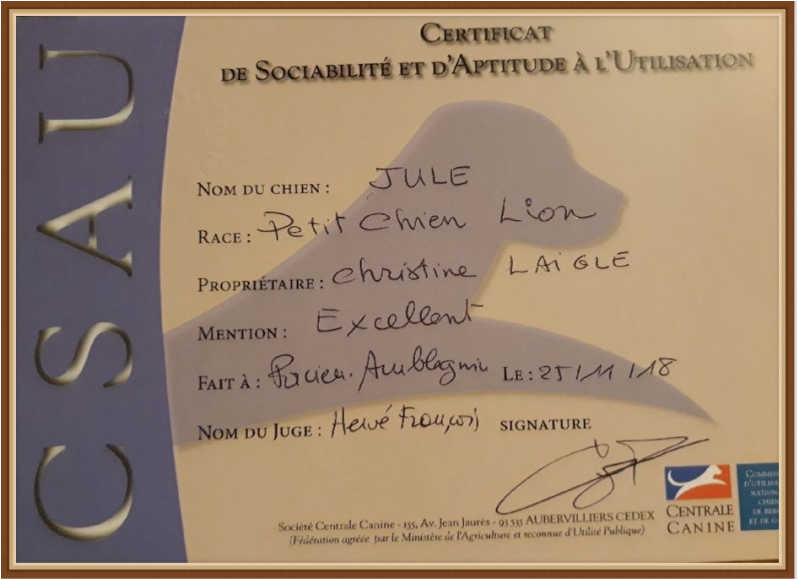 CSAU
CERTIFICAT
DE SOCIABILITÉ ET D'APTITUDE À L'UTILISATION
NOM DU CHIEN : JULE
RACE : Petit Chien Lion
PROPRIÉTAIRE : Christine LAIGLE
MENTION : Excellent
FAIT À : LE : 25/11/18
NOM DU JUGE : Hervé François SIGNATURE
Société Centrale Canine - 155, Av. Jean Jaurès - 93 535 AUBERVILLIERS CEDEX
(Fédération agréée par le Ministère de l'Agriculture et reconnue d'Utilité Publique)
CENTRALE
CANINE